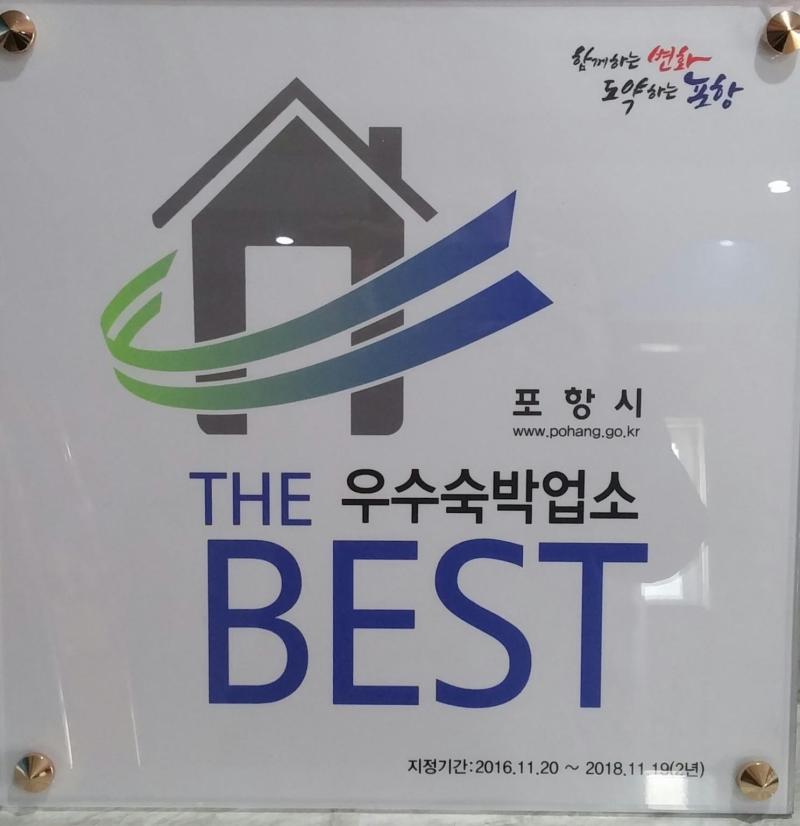 함께하는 변화
도약하는 포항
포항시
www.pohang.go.kr
THE 우수숙박업소
BEST
지정기간:2016.11.20 ~ 2018.11.19(2년)